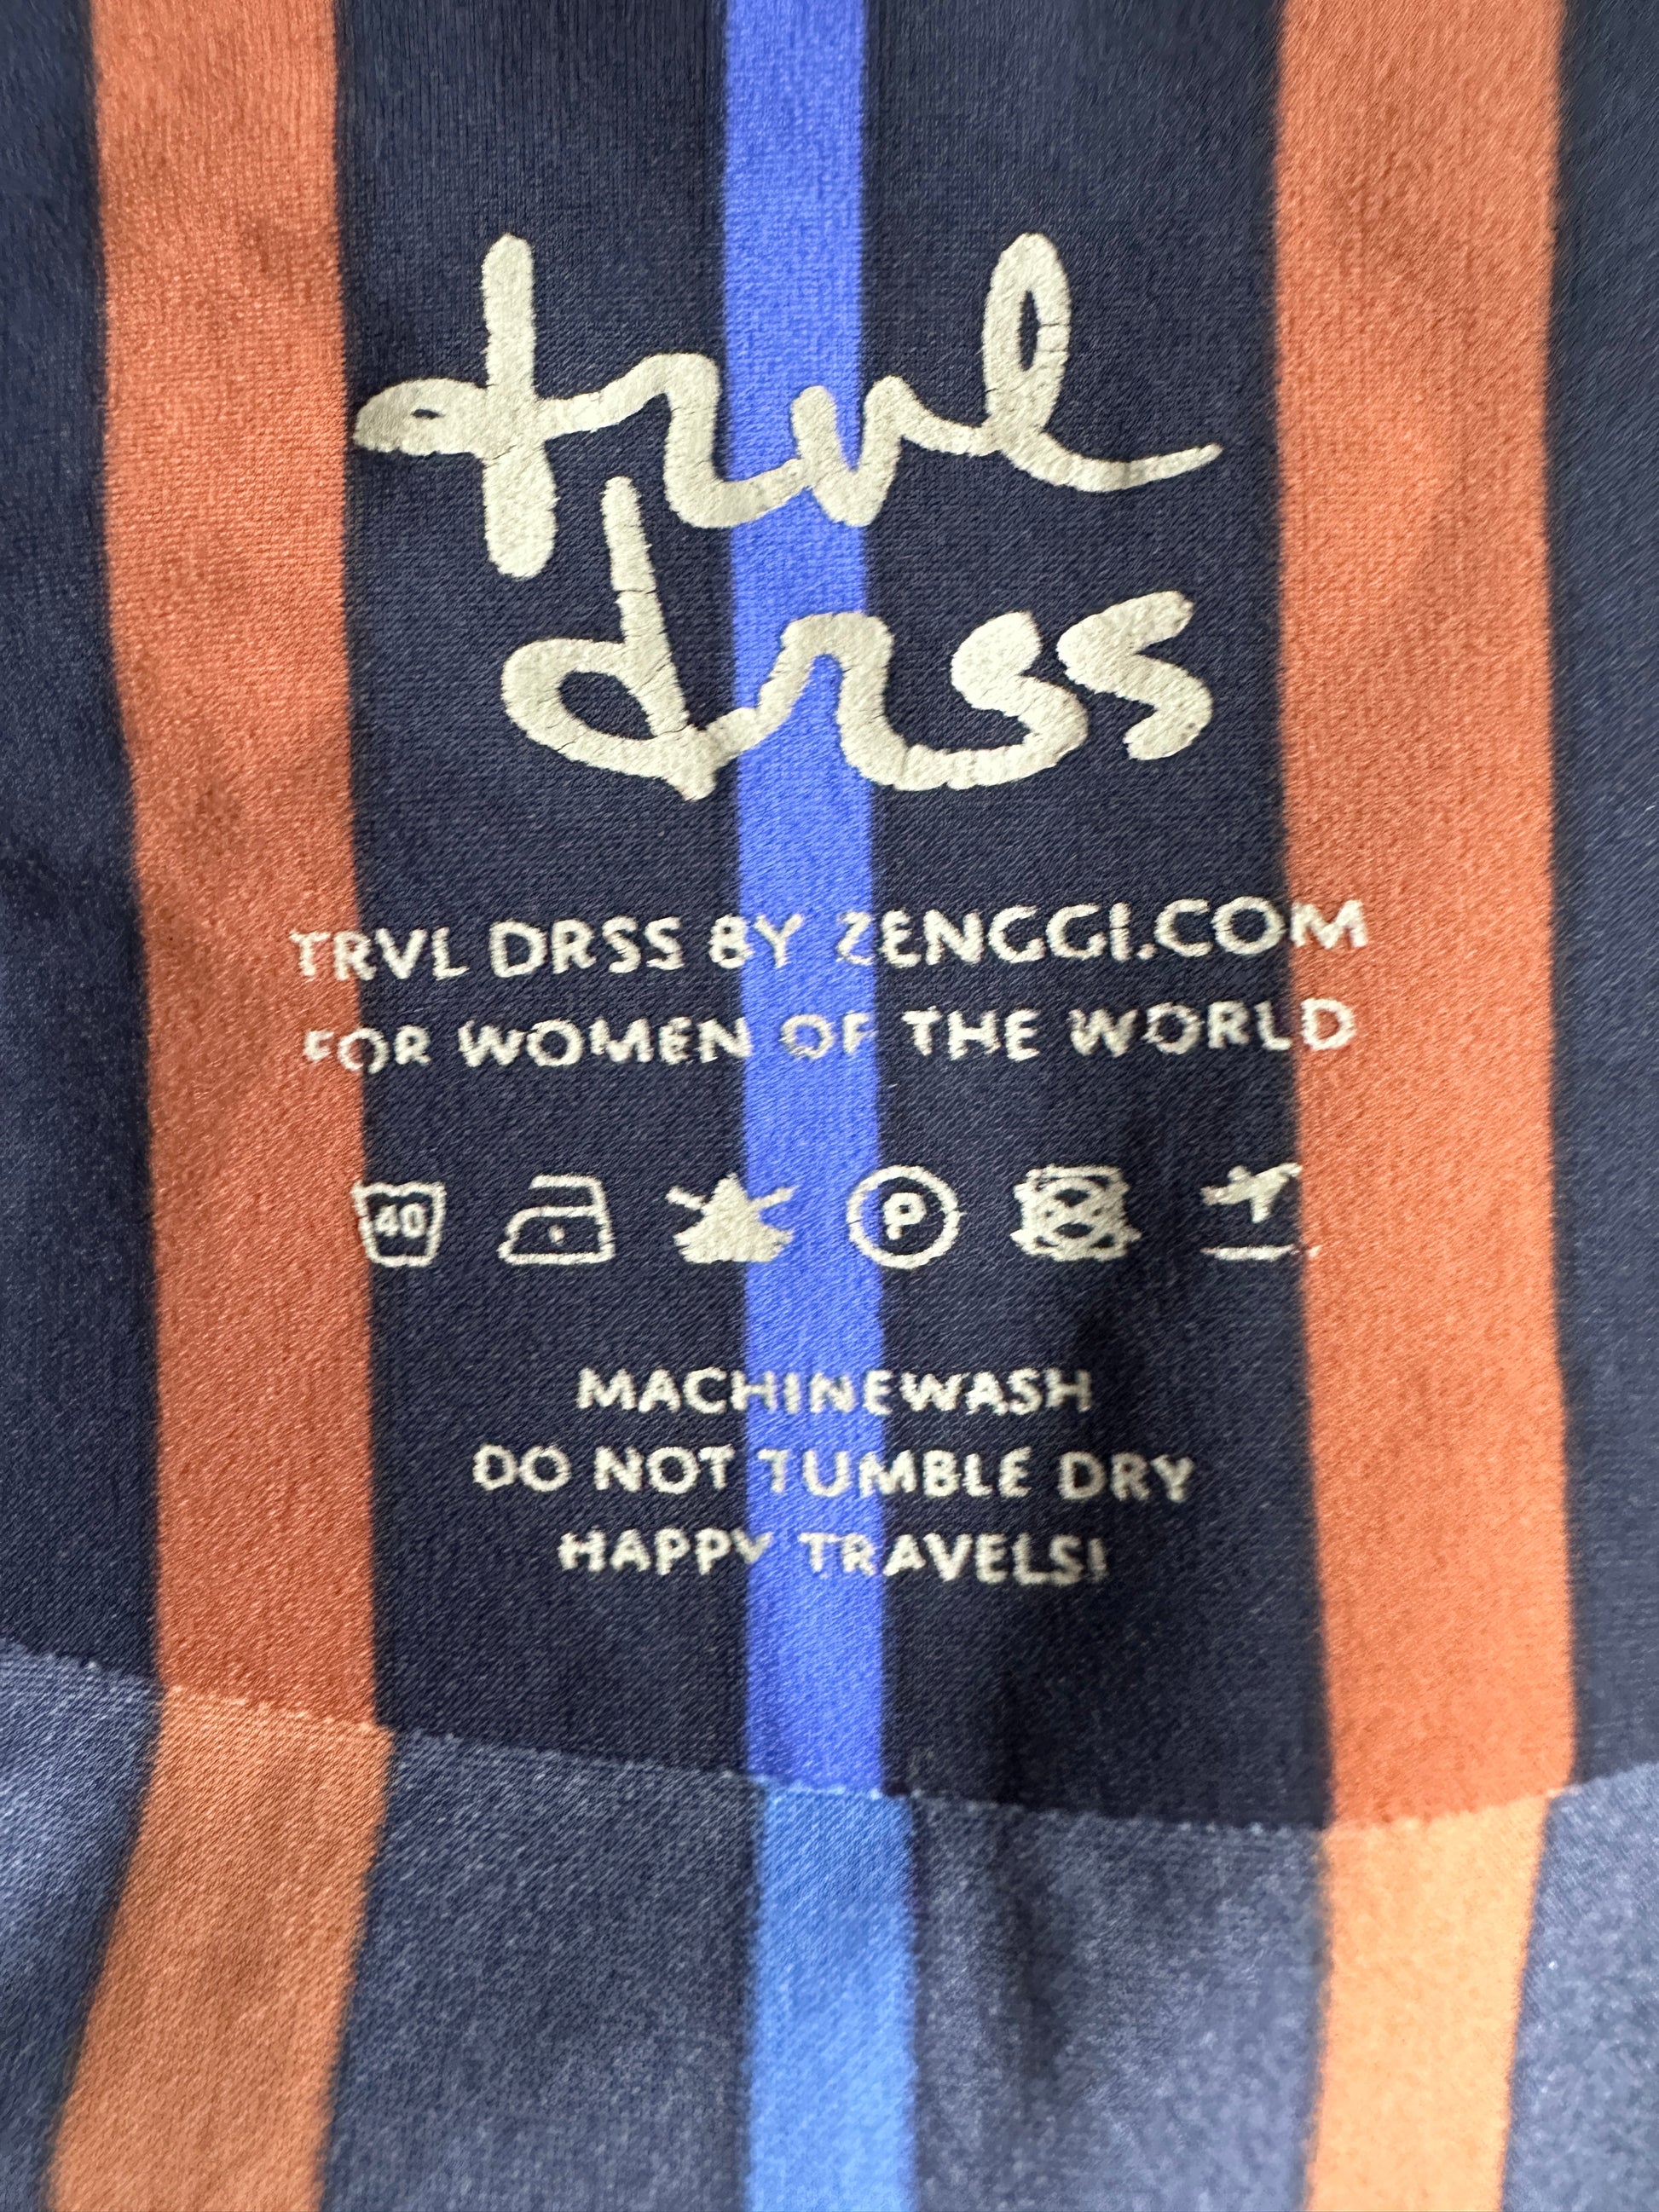 trvl
drss
TRVL DRSS BY ZENGGI.COM
FOR WOMEN OF THE WORLD
40 P
MACHINEWASH
DO NOT TUMBLE DRY
HAPPY TRAVELS!